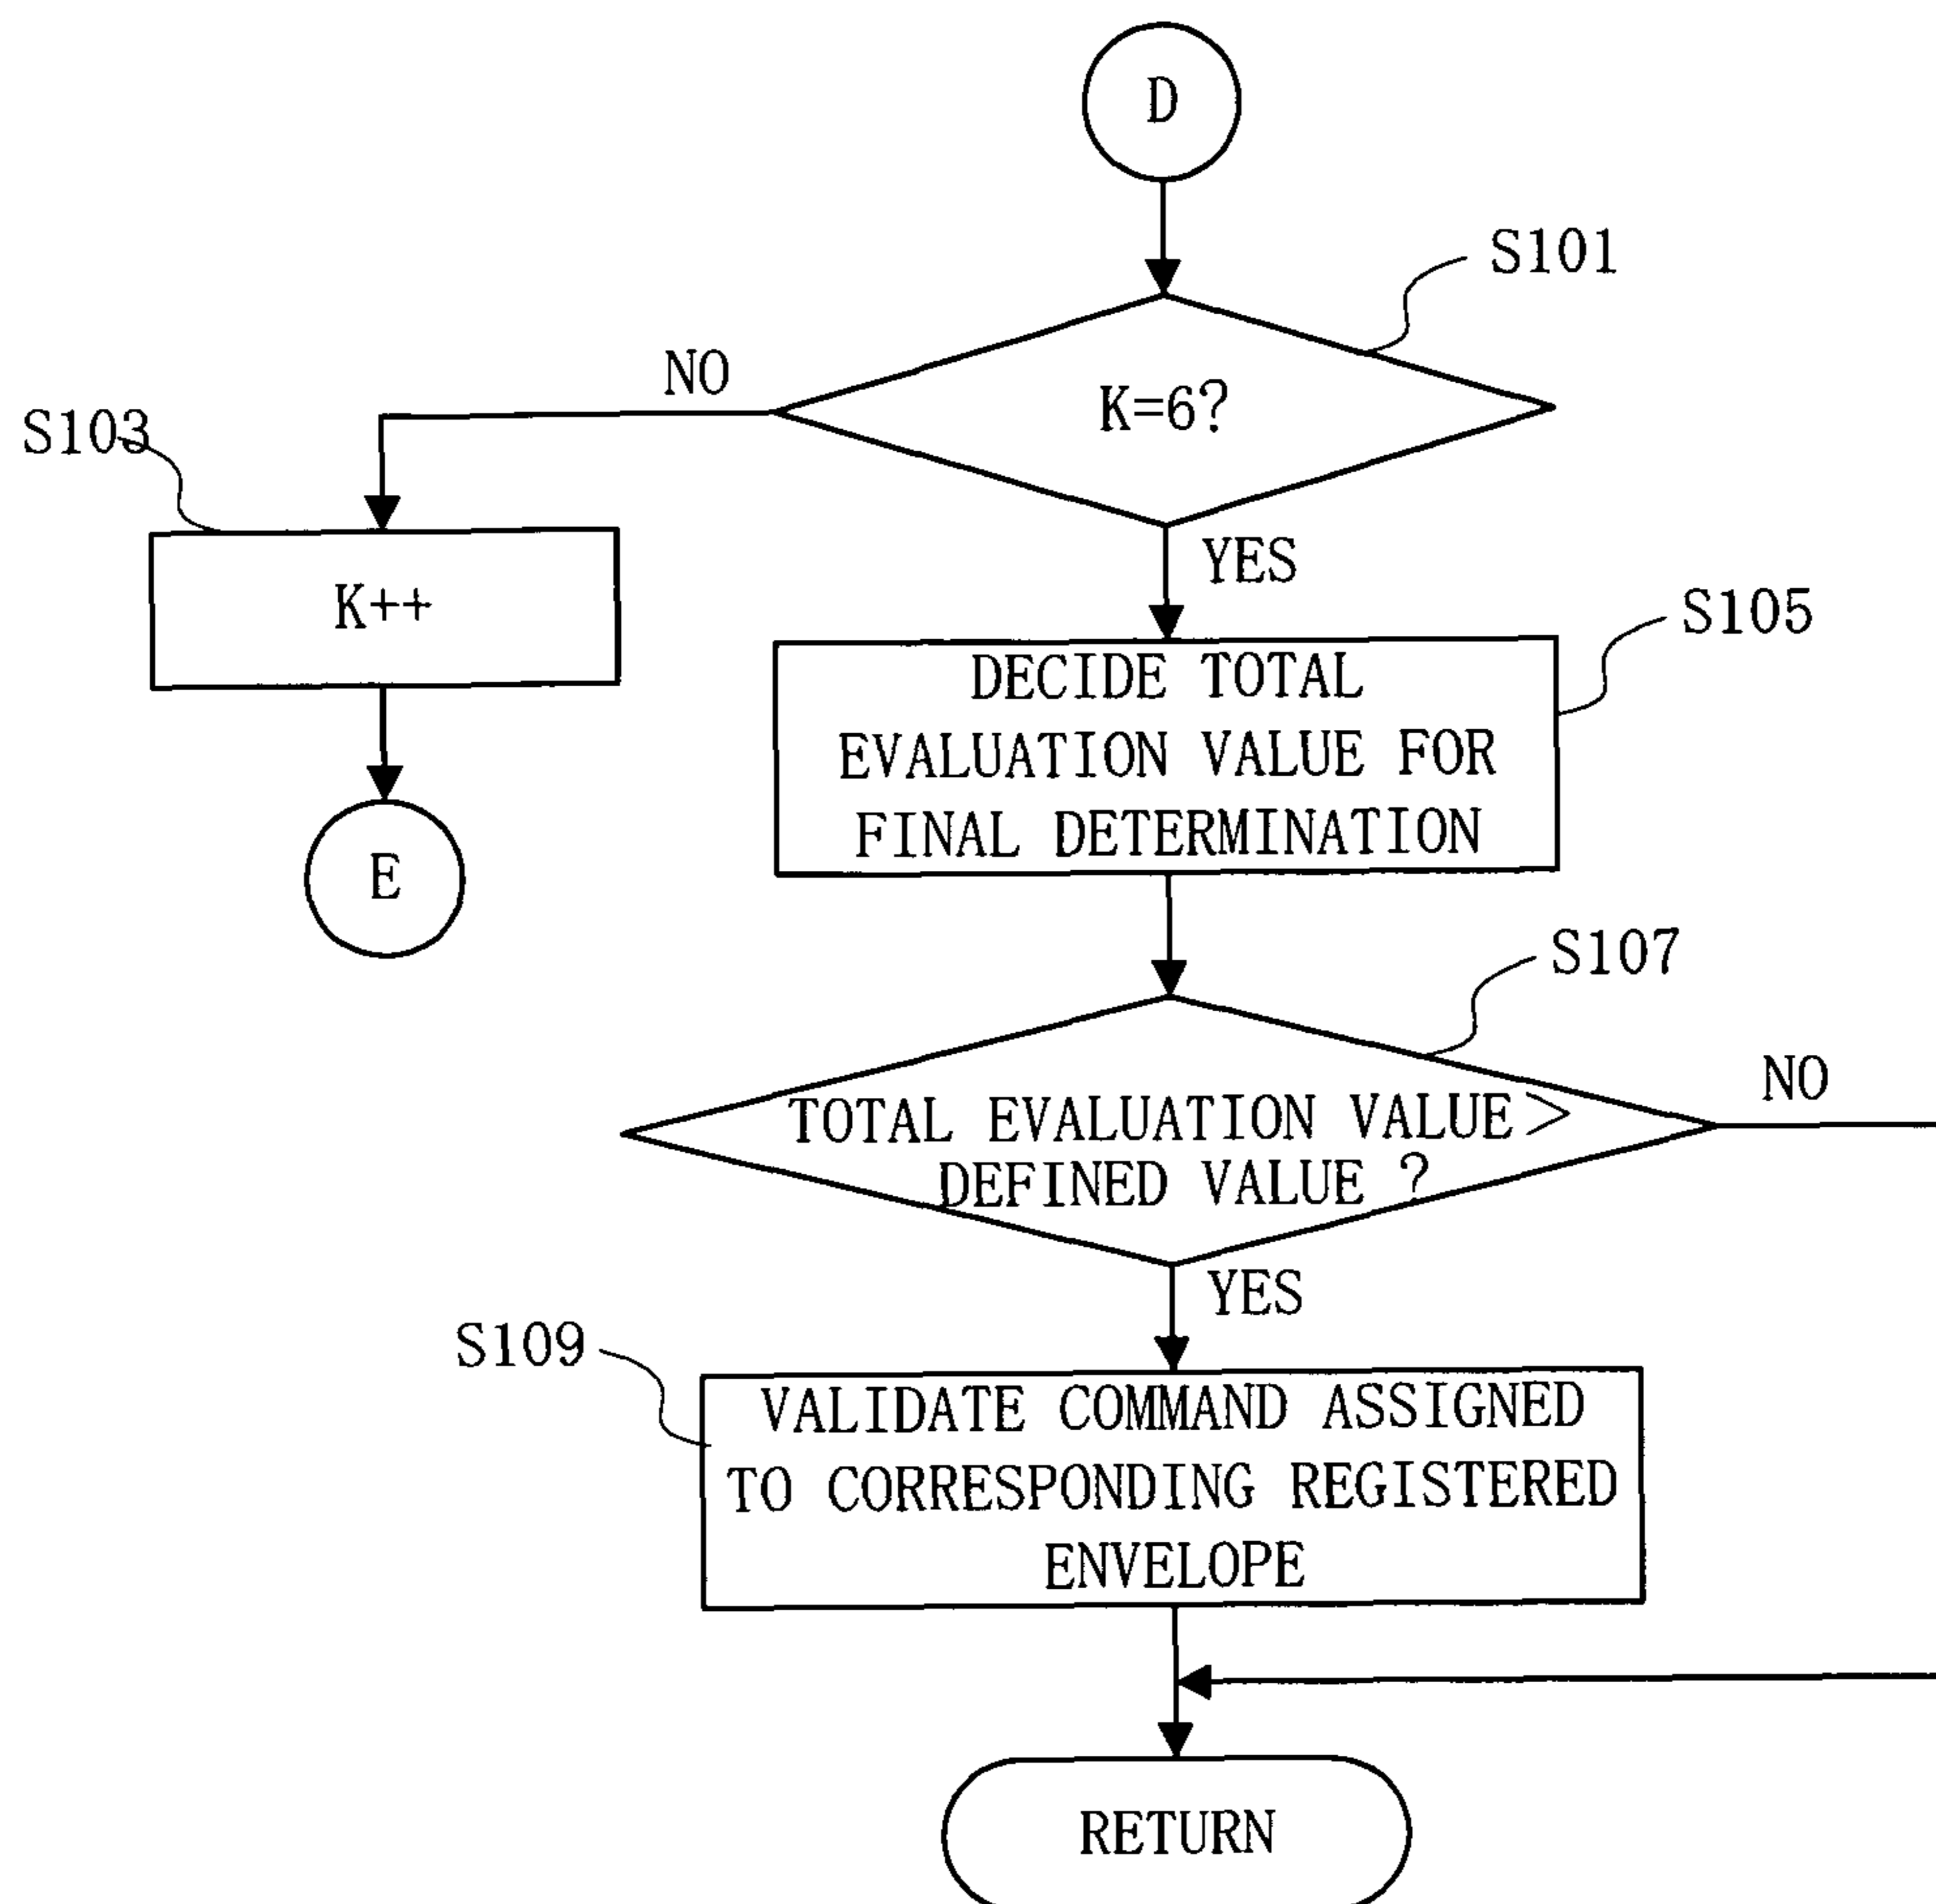 D
S101
NO
K=6?
S103
YES
K++
S105
DECIDE TOTAL
EVALUATION VALUE FOR
FINAL DETERMINATION
E
S107
NO
TOTAL EVALUATION VALUE>
DEFINED VALUE ?
YES
S109
VALIDATE COMMAND ASSIGNED
TO CORRESPONDING REGISTERED
ENVELOPE
RETURN